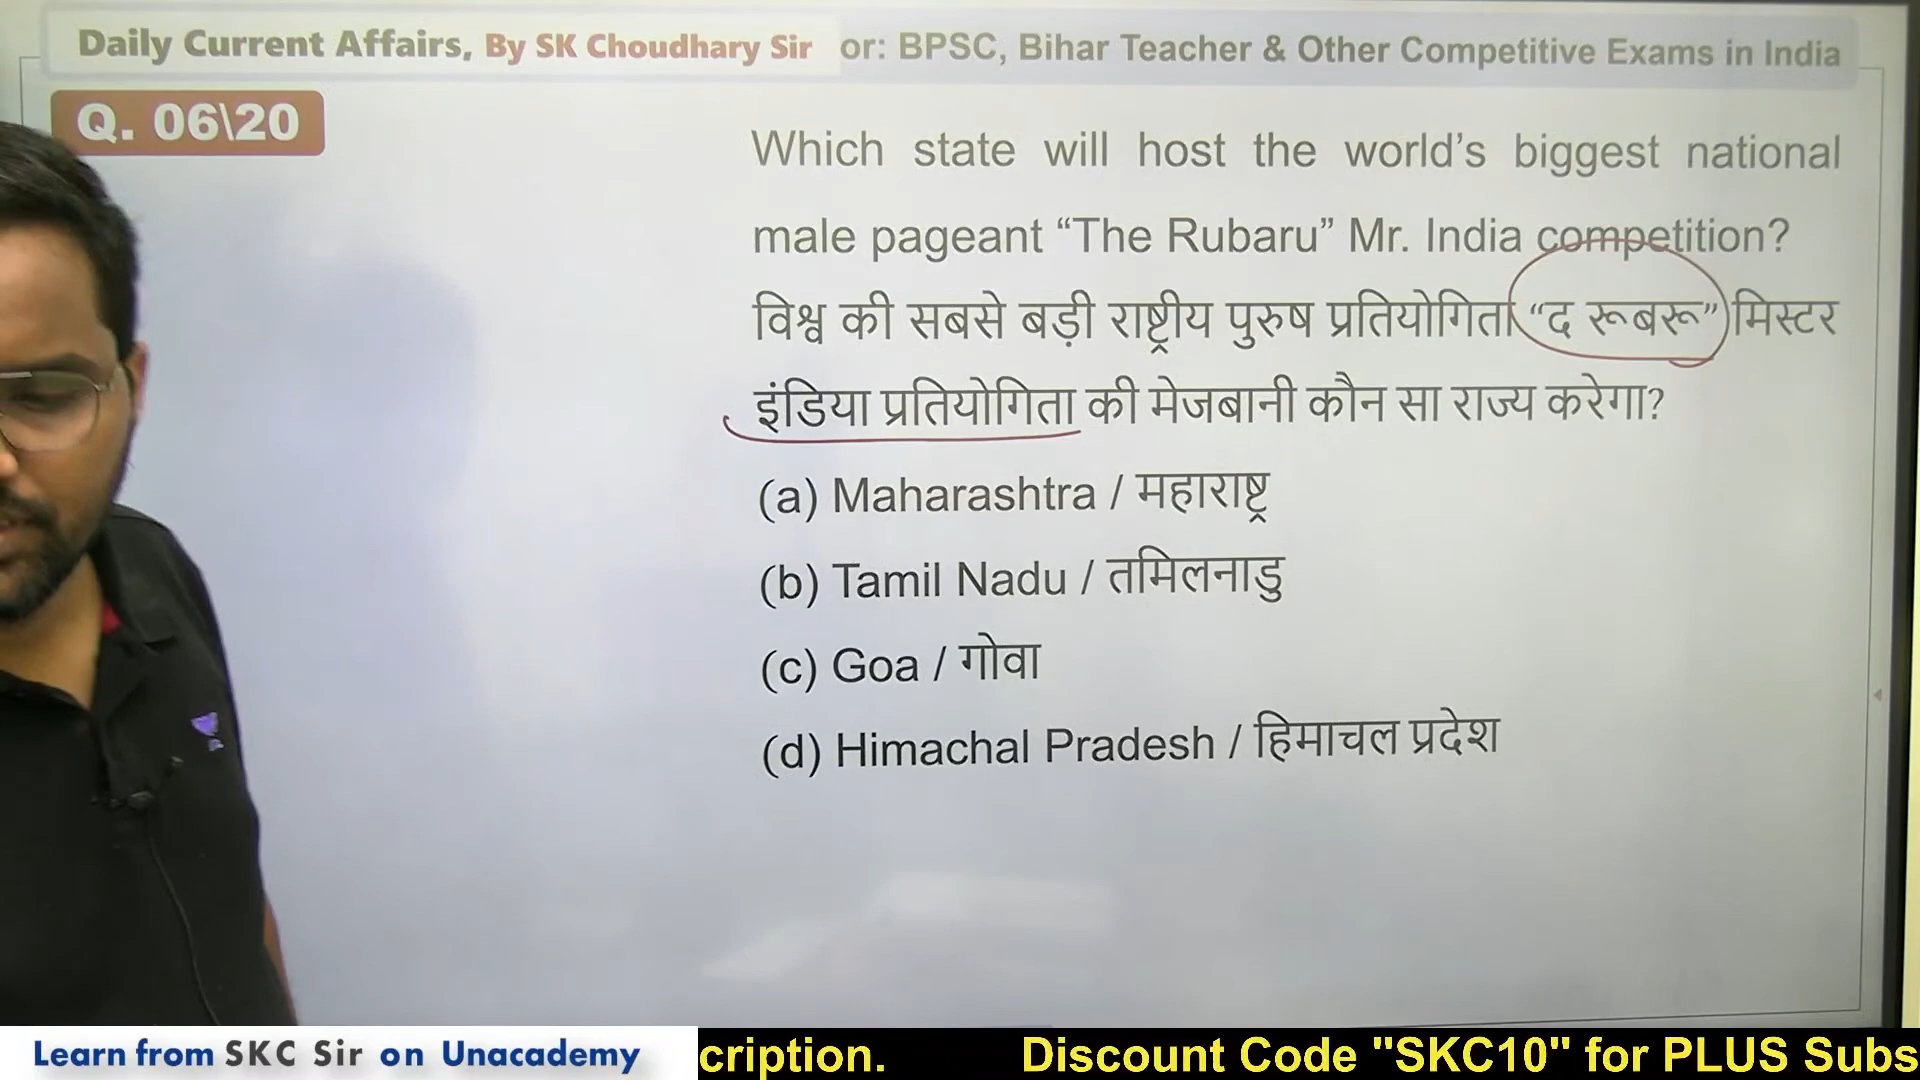 Daily Current Affairs, By SK Choudhary Sir or: BPSC, Bihar Teacher & Other Competitive Exams in India
Q. 06\20
Which state will host the world’s biggest national
male pageant “The Rubaru” Mr. India competition?
विश्व की सबसे बड़ी राष्ट्रीय पुरुष प्रतियोगिता “द रूबरू” मिस्टर
इंडिया प्रतियोगिता की मेजबानी कौन सा राज्य करेगा?
(a) Maharashtra / महाराष्ट्र
(b) Tamil Nadu / तमिलनाडु
(c) Goa / गोवा
(d) Himachal Pradesh / हिमाचल प्रदेश
Learn from SKC Sir on Unacademy
cription. Discount Code "SKC10" for PLUS Subs